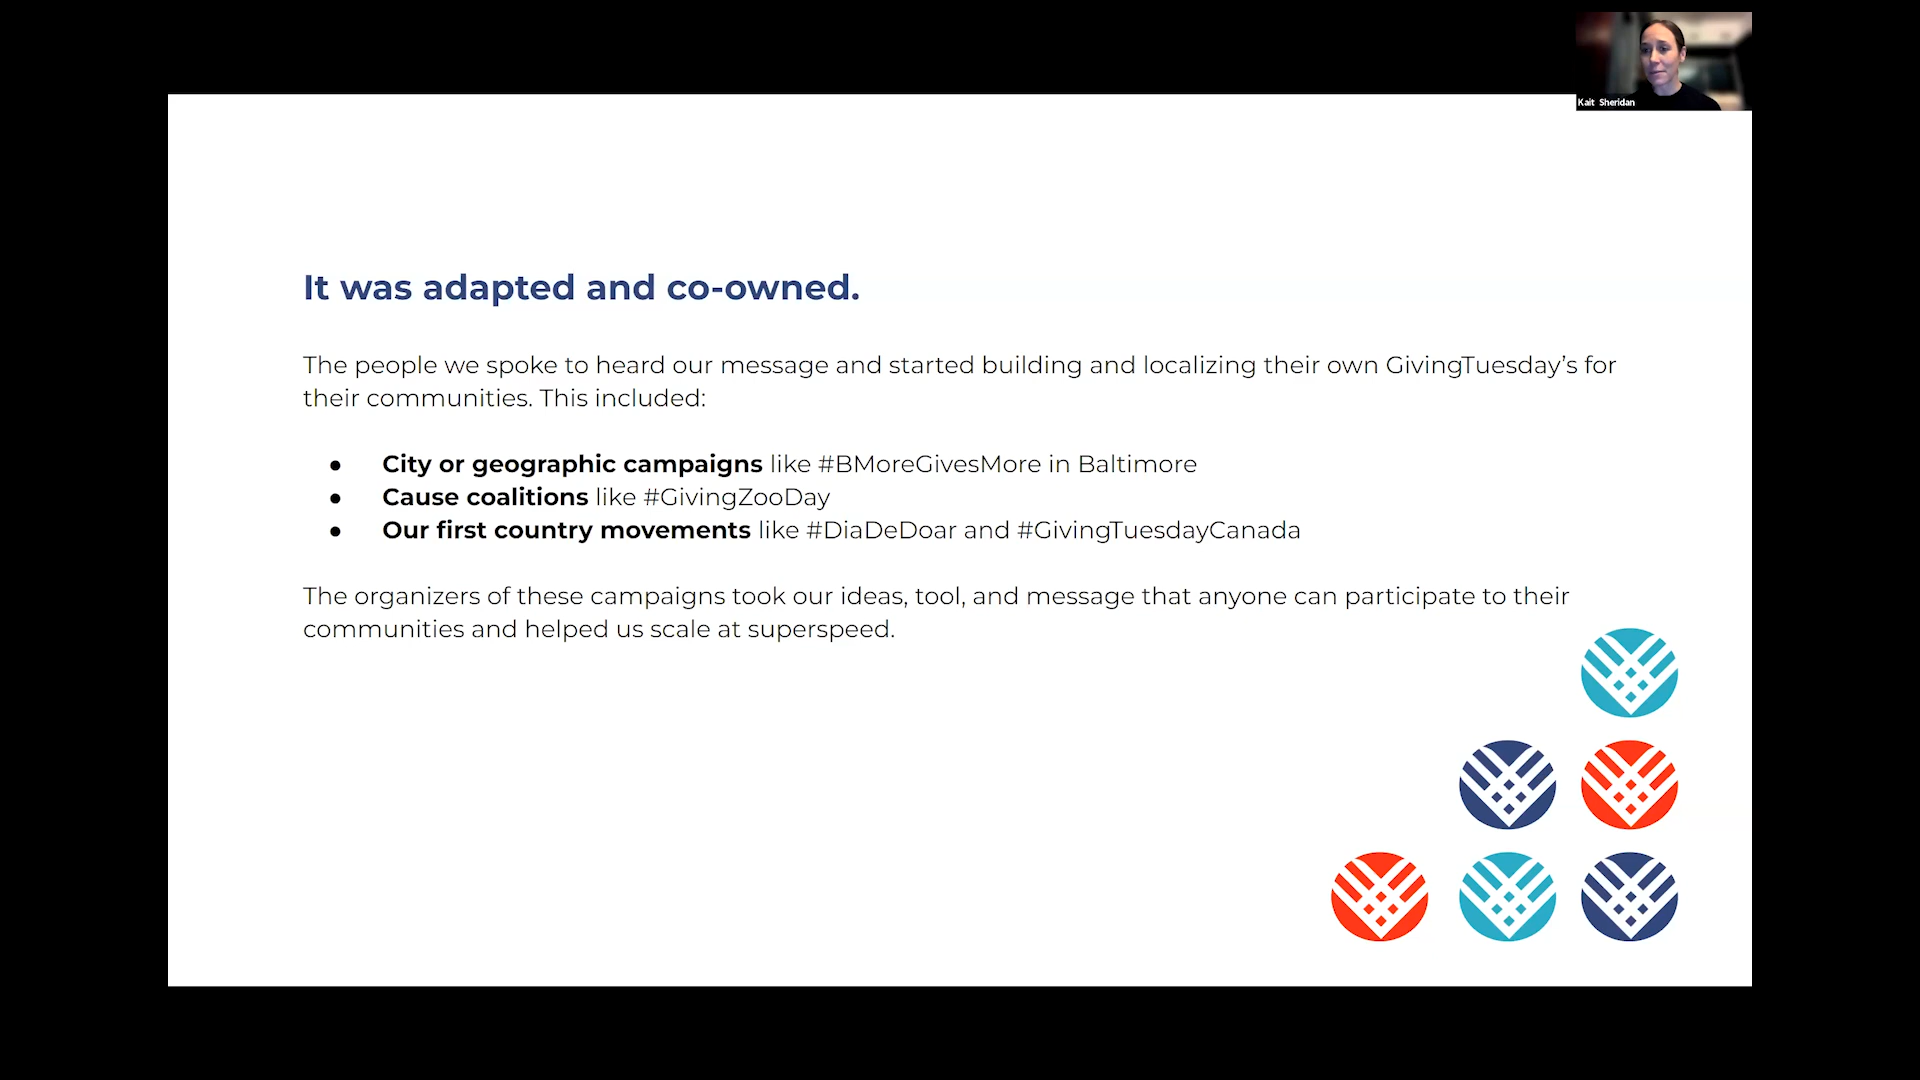 Kait Sheridan
It was adapted and co-owned.
The people we spoke to heard our message and started building and localizing their own GivingTuesday’s for
their communities. This included:
● City or geographic campaigns like #BMoreGivesMore in Baltimore
● Cause coalitions like #GivingZooDay
● Our first country movements like #DiaDeDoar and #GivingTuesdayCanada
The organizers of these campaigns took our ideas, tool, and message that anyone can participate to their
communities and helped us scale at superspeed.